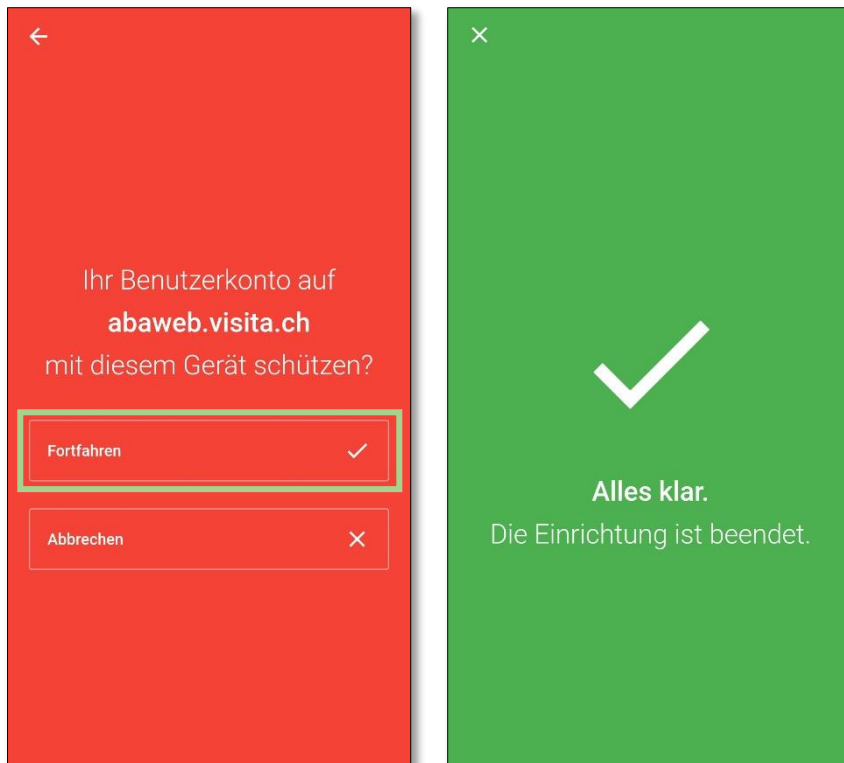 Ihr Benutzerkonto auf
abaweb.visita.ch
mit diesem Gerät schützen?
Fortfahren
Abbrechen
Alles klar.
Die Einrichtung ist beendet.